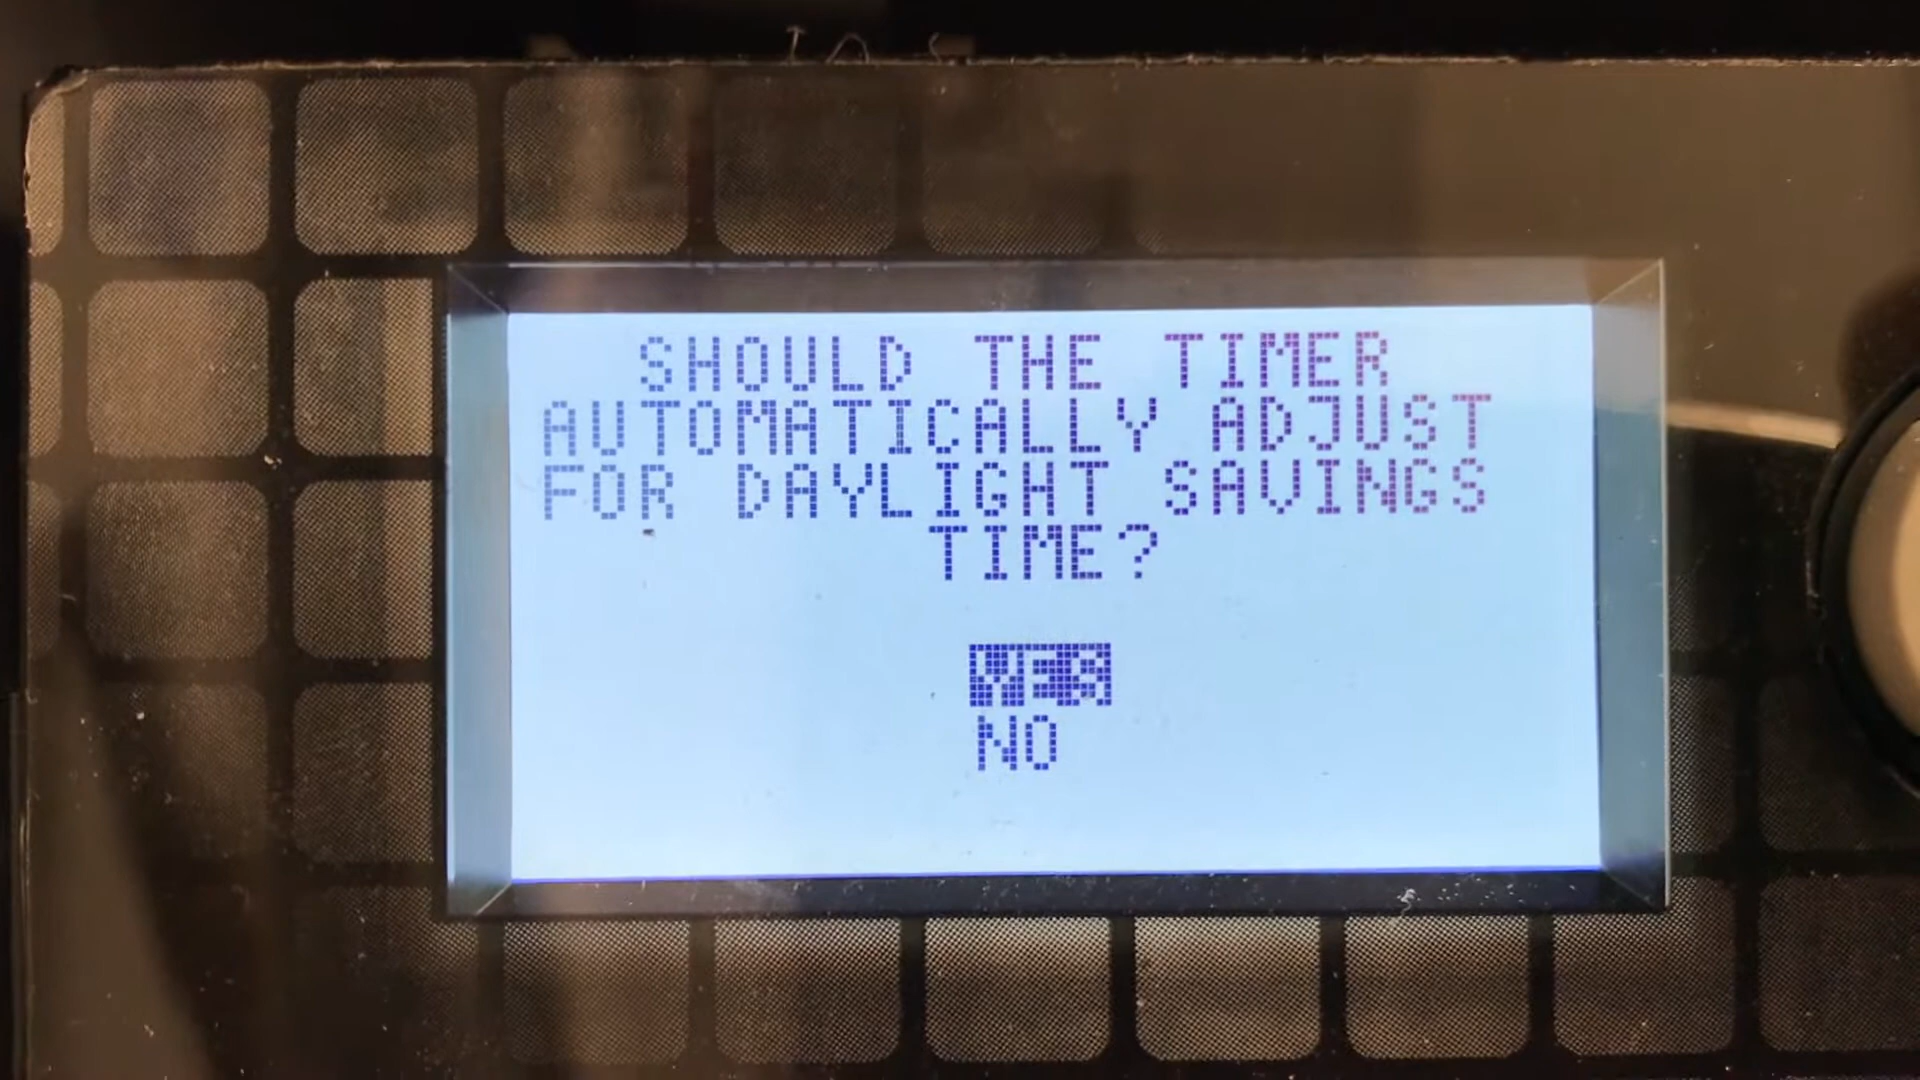 SHOULD THE TIMER
AUTOMATICALLY ADJUST
FOR DAYLIGHT SAVINGS
TIME?
YES
NO